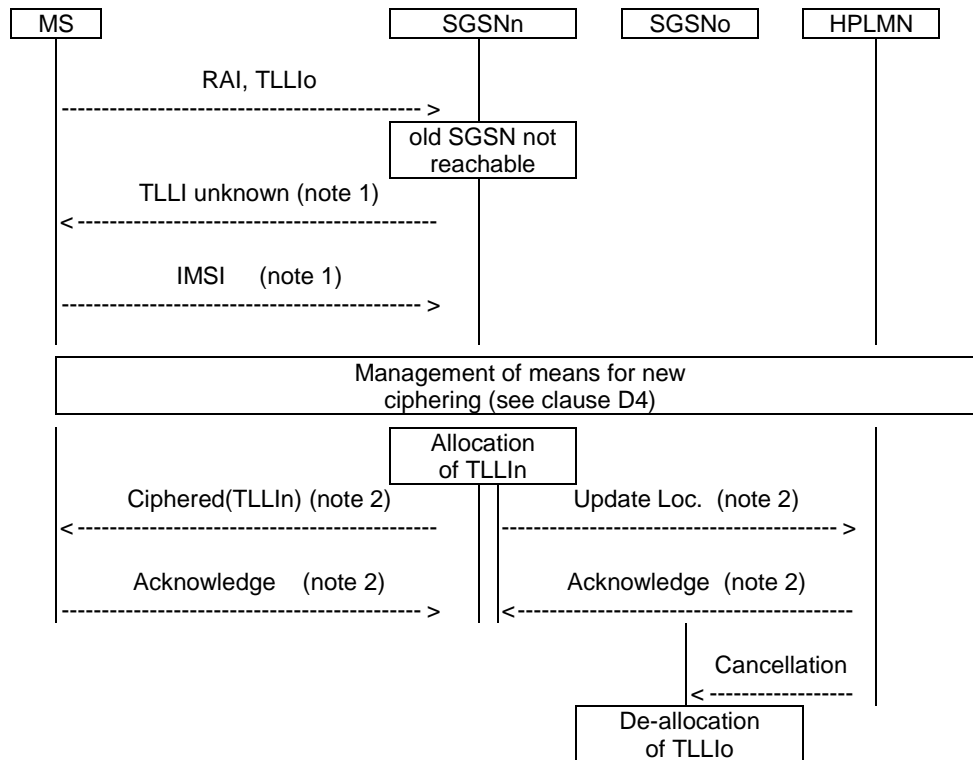 MS SGSNn SGSNo HPLMN
RAI, TLLIo
old SGSN not
reachable
TLLI unknown (note 1)
IMSI (note 1)
Management of means for new
ciphering (see clause D4)
Allocation
of TLLIn
Ciphered(TLLIn) (note 2) Update Loc. (note 2)
Acknowledge (note 2) Acknowledge (note 2)
Cancellation
De-allocation
of TLLIo